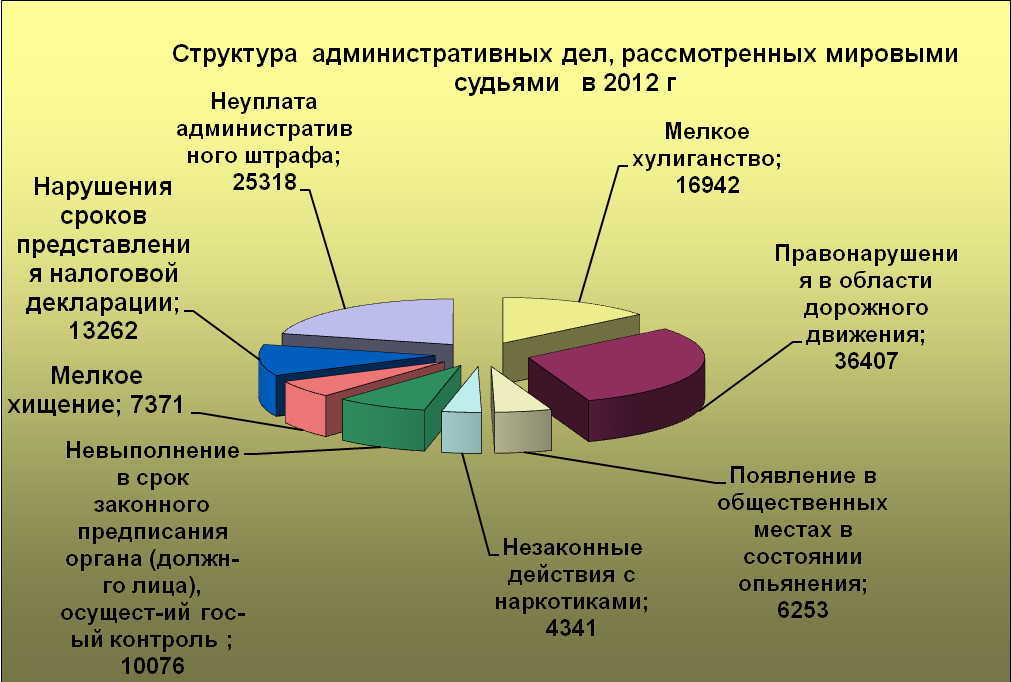 Структура административных дел, рассмотренных мировыми
судьями в 2012 г
Неуплата
административ
ного штрафа;
25318
Мелкое
хулиганство;
16942
Нарушения
сроков
представлени
я налоговой
декларации;
13262
Правонарушени
я в области
дорожного
движения;
36407
Мелкое
хищение; 7371
Невыполнение
в срок
законного
предписания
органа (должн-
го лица),
осущест-ий гос-
ый контроль ;
10076
Незаконные
действия с
наркотиками;
4341
Появление в
общественных
местах в
состоянии
опьянения;
6253